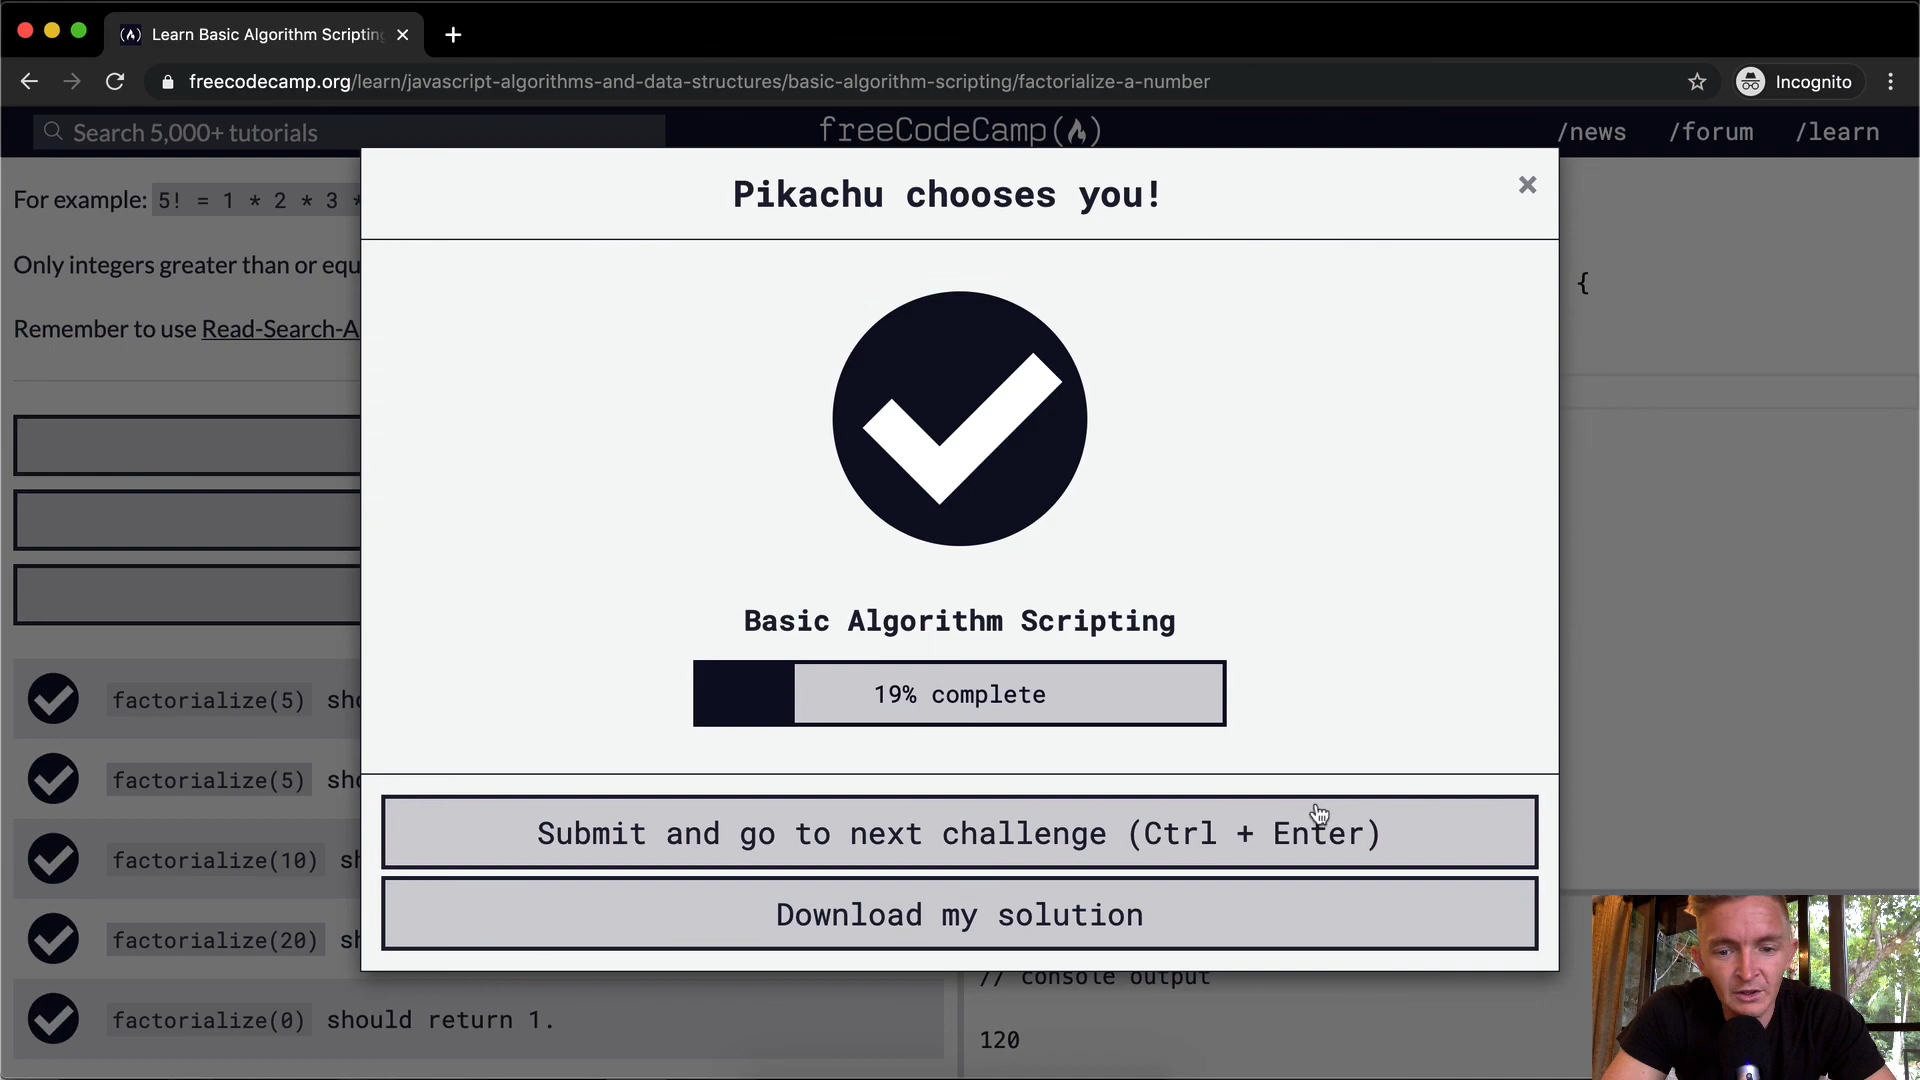 Learn Basic Algorithm Scripting
freecodecamp.org/learn/javascript-algorithms-and-data-structures/basic-algorithm-scripting/factorialize-a-number
Incognito
Search 5,000+ tutorials
freeCodeCamp
/news
/forum
/learn
Pikachu chooses you!
For example: 5! = 1 * 2 * 3 *
Only integers greater than or equ
{
Remember to use Read-Search-A
Basic Algorithm Scripting
19% complete
factorialize(5) sho
factorialize(5) sho
factorialize(10) sh
factorialize(20) sh
factorialize(0) should return 1.
Submit and go to next challenge (Ctrl + Enter)
Download my solution
// console output
120